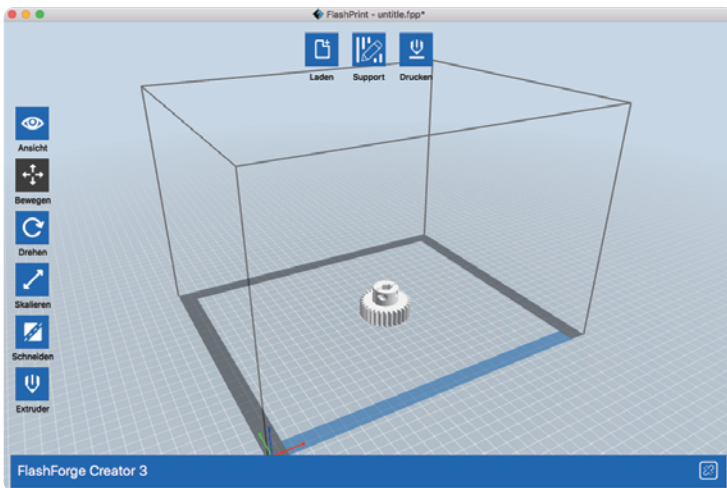 FlashPrint - untitle.fpp*
Laden Support Drucken
Ansicht
Bewegen
Drehen
Skalieren
Schneiden
Extruder
FlashForge Creator 3